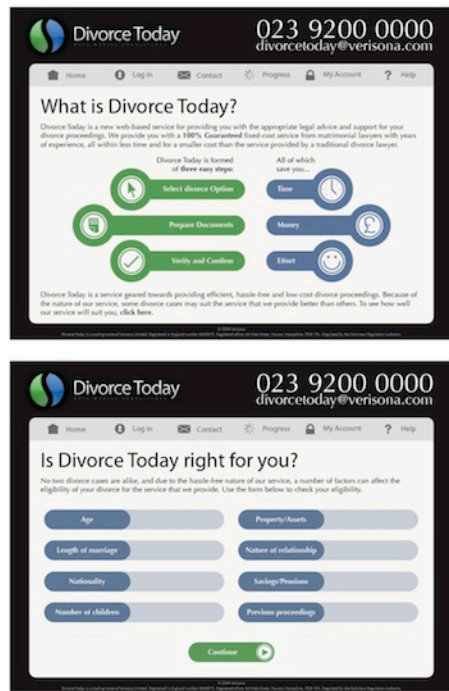 Divorce Today
023 9200 0000
divorcetoday@verisona.com
Home Log In Contact Progress My Account Help
What is Divorce Today?
Divorce Today is a new web-based service for providing you with the appropriate legal advice and support for your
divorce proceedings. We provide you with a 100% Guaranteed fixed cost service from matrimonial lawyers with years
of experience, all within less time and for a smaller cost than the service provided by a traditional divorce lawyer.
Divorce Today is formed
of three easy steps:
All of which
save you...
Select divorce Option
Time
Prepare Documents
Money
£
Verify and Confirm
Effort
Divorce Today is a service geared towards providing efficient, hassle-free and low-cost divorce proceedings. Because of
the nature of our service, some divorce cases may suit the service that we provide better than others. To see how well
our service will suit you, click here.
Divorce Today
023 9200 0000
divorcetoday@verisona.com
Home Log In Contact Progress My Account Help
Is Divorce Today right for you?
No two divorce cases are alike, and due to the hassle-free nature of our service, a number of factors can affect the
eligibility of your divorce for the service that we provide. Use the form below to check your eligibility.
Age
Property/Assets
Length of marriage
Nature of relationship
Nationality
Savings/Pensions
Number of children
Previous proceedings
Continue